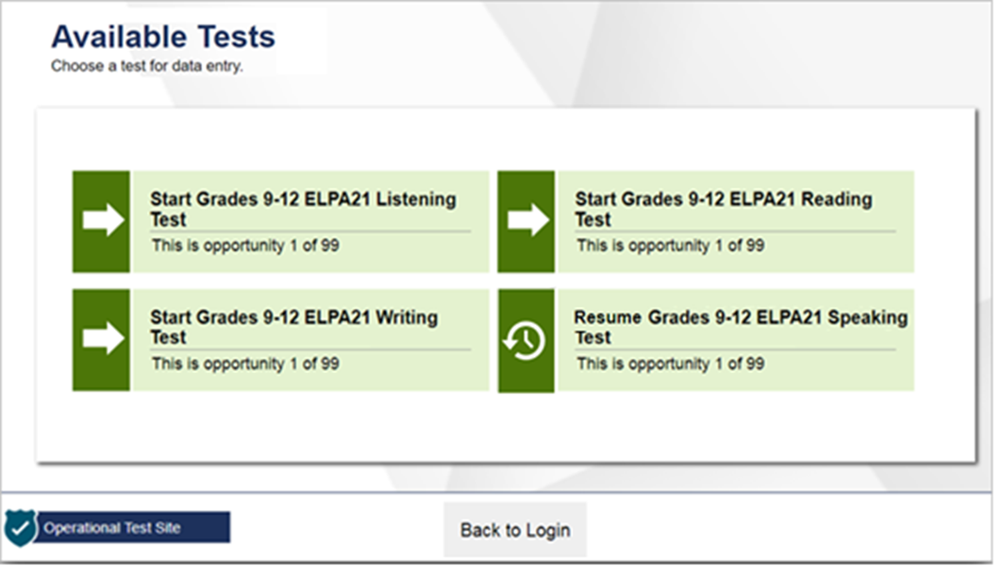 Available Tests
Choose a test for data entry.
Start Grades 9-12 ELPA21 Listening
Test
This is opportunity 1 of 99
Start Grades 9-12 ELPA21 Reading
Test
This is opportunity 1 of 99
Start Grades 9-12 ELPA21 Writing
Test
This is opportunity 1 of 99
Resume Grades 9-12 ELPA21 Speaking
Test
This is opportunity 1 of 99
Operational Test Site
Back to Login